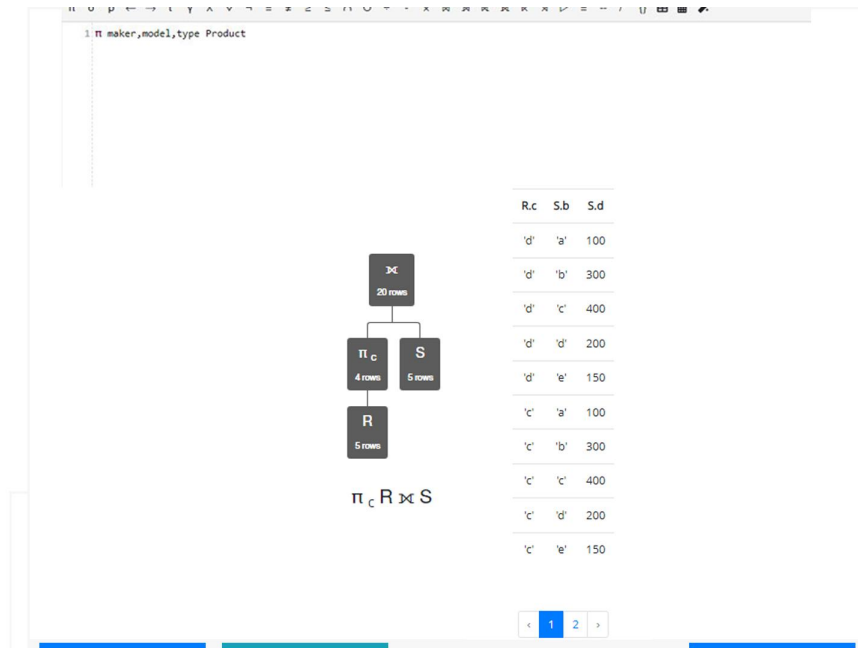 1 π maker,model,type Product
R.c S.b S.d
'd' 'a' 100
'd' 'b' 300
'd' 'c' 400
'd' 'd' 200
'd' 'e' 150
'c' 'a' 100
'c' 'b' 300
'c' 'c' 400
'c' 'd' 200
'c' 'e' 150
⋈
20 rows
π c S
4 rows 5 rows
R
5 rows
π c R ⋈ S
‹ 1 2 ›